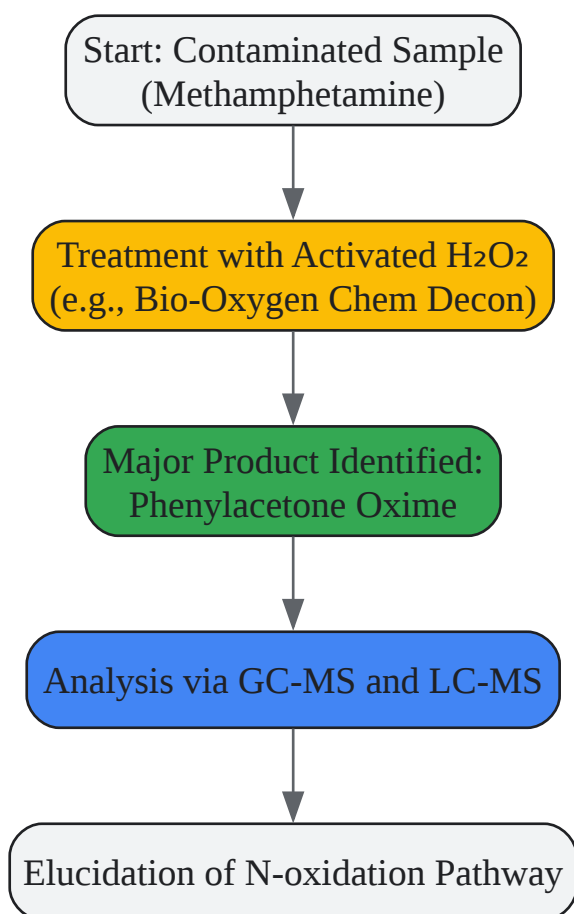 Start: Contaminated Sample
(Methamphetamine)
Treatment with Activated H₂O₂
(e.g., Bio-Oxygen Chem Decon)
Major Product Identified:
Phenylacetone Oxime
Analysis via GC-MS and LC-MS
Elucidation of N-oxidation Pathway